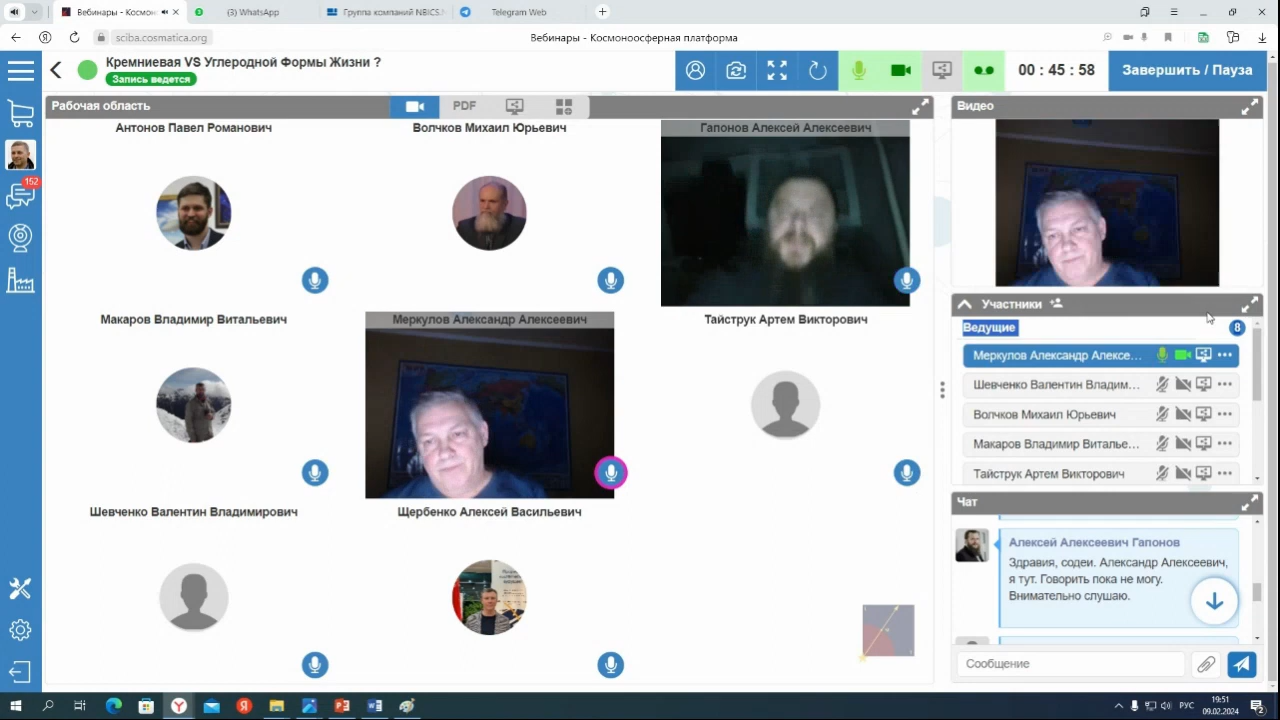 Вебинары - Космоно
(3) WhatsApp
Группа компаний NBICS.N
Telegram Web
sciba.cosmatica.org
Вебинары - Космоноосферная платформа
Кремниевая VS Углеродной Формы Жизни ?
Запись ведется
00 : 45 : 58
Завершить / Пауза
Рабочая область
PDF
Видео
152
Антонов Павел Романович
Волчков Михаил Юрьевич
Гапонов Алексей Алексеевич
Макаров Владимир Витальевич
Меркулов Александр Алексеевич
Тайструк Артем Викторович
Шевченко Валентин Владимирович
Щербенко Алексей Васильевич
Участники
Ведущие
8
Меркулов Александр Алексе...
Шевченко Валентин Владим...
Волчков Михаил Юрьевич
Макаров Владимир Виталье...
Тайструк Артем Викторович
Чат
Алексей Алексеевич Гапонов
Здравия, содеи. Александр Алексеевич,
я тут. Говорить пока не могу.
Внимательно слушаю.
Сообщение
РУС
19:51
09.02.2024
2